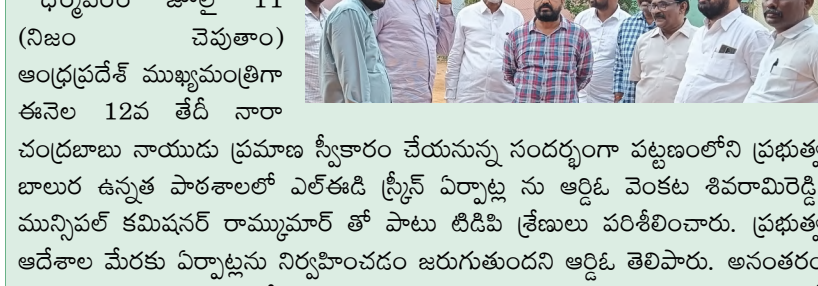 ధర్మవరం జూలై 11
(నిజం చెపుతాం)
ఆంధ్రప్రదేశ్ ముఖ్యమంత్రిగా
ఈనెల 12వ తేదీ నారా
చంద్రబాబు నాయుడు ప్రమాణ స్వీకారం చేయనున్న సందర్భంగా పట్టణంలోని ప్రభుత్వ
బాలుర ఉన్నత పాఠశాలలో ఎల్ఈడి స్క్రీన్ ఏర్పాట్ల ను ఆర్డిఓ వెంకట శివరామిరెడ్డి
మున్సిపల్ కమిషనర్ రామ్కుమార్ తో పాటు టిడిపి శ్రేణులు పరిశీలించారు. ప్రభుత్వ
ఆదేశాల మేరకు ఏర్పాట్లను నిర్వహించడం జరుగుతుందని ఆర్డిఓ తెలిపారు. అనంతరం